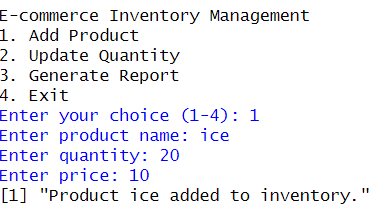 E-commerce Inventory Management
1. Add Product
2. Update Quantity
3. Generate Report
4. Exit
Enter your choice (1-4): 1
Enter product name: ice
Enter quantity: 20
Enter price: 10
[1] "Product ice added to inventory."